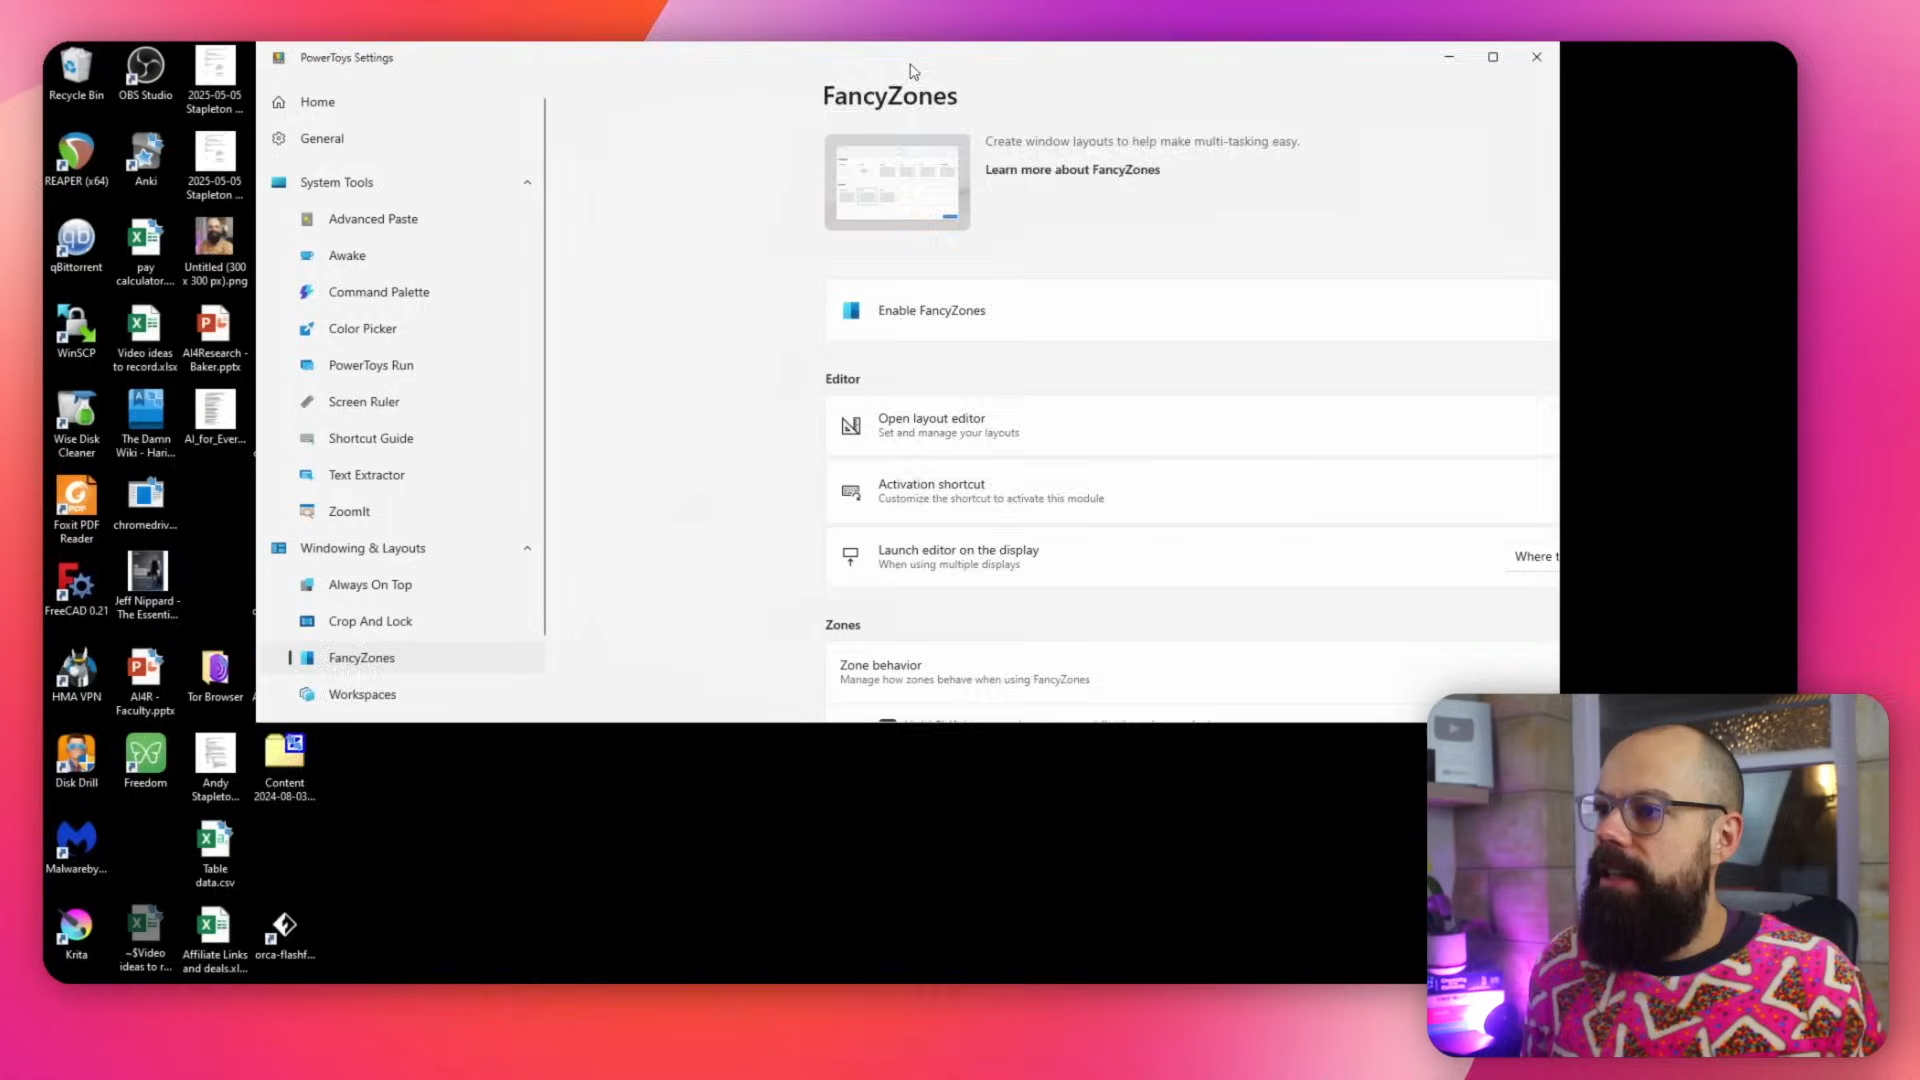 PowerToys Settings
Home
General
System Tools
Advanced Paste
Awake
Command Palette
Color Picker
PowerToys Run
Screen Ruler
Shortcut Guide
Text Extractor
ZoomIt
Windowing & Layouts
Always On Top
Crop And Lock
FancyZones
Workspaces
FancyZones
Create window layouts to help make multi-tasking easy.
Learn more about FancyZones
Enable FancyZones
Editor
Open layout editor
Set and manage your layouts
Activation shortcut
Customize the shortcut to activate this module
Launch editor on the display
When using multiple displays
Where t
Zones
Zone behavior
Manage how zones behave when using FancyZones
Recycle Bin
OBS Studio
2025-05-05
Stapleton ...
REAPER (x64)
Anki
2025-05-05
Stapleton ...
qBittorrent
pay
calculator....
Untitled (300
x 300 px).png
WinSCP
Video ideas
to record.xlsx
AI4Research -
Baker.pptx
Wise Disk
Cleaner
The Damn
Wiki - Hari...
AI_for_Ever...
Foxit PDF
Reader
chromedriv...
FreeCAD 0.21
Jeff Nippard -
The Essenti...
HMA VPN
AI4R -
Faculty.pptx
Tor Browser
Disk Drill
Freedom
Andy
Stapleto...
Content
2024-08-03...
Malwareby...
Table
data.csv
Krita
~$Video
ideas to r...
Affiliate Links
and deals.xl...
orca-flashf...